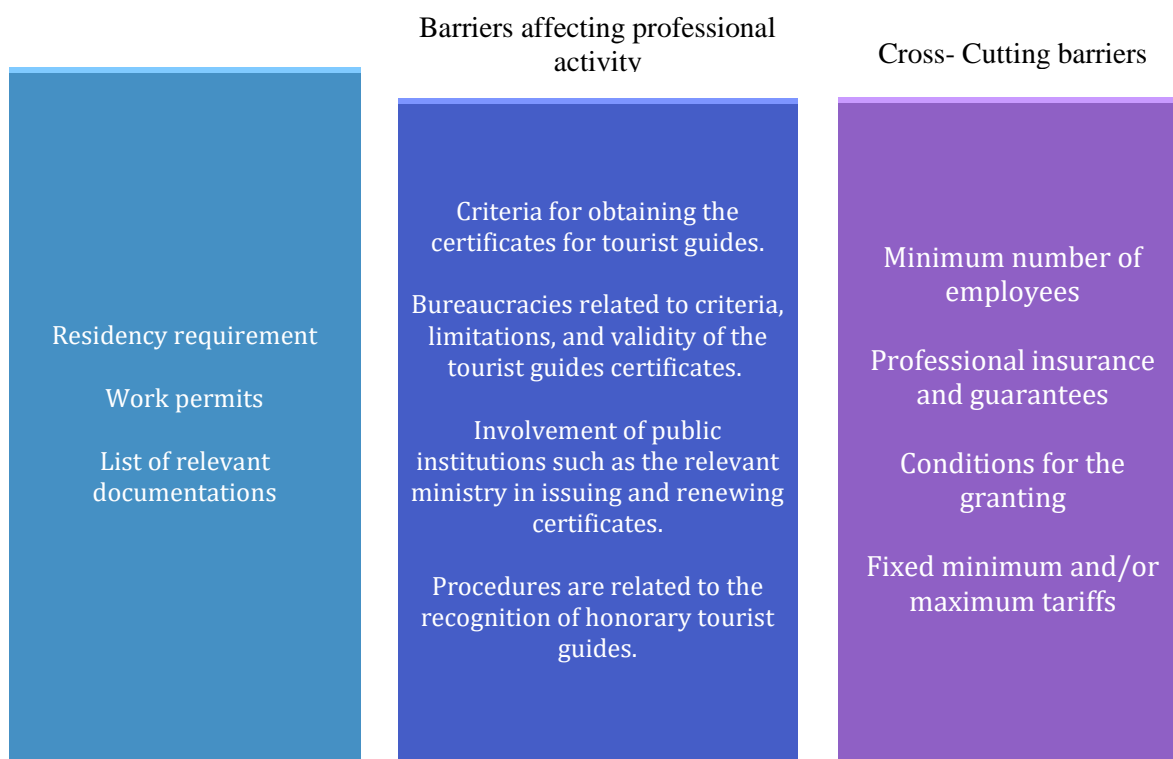 Barriers affecting professional
activity
Cross- Cutting barriers
Residency requirement
Work permits
List of relevant
documentations
Criteria for obtaining the
certificates for tourist guides.
Bureaucracies related to criteria,
limitations, and validity of the
tourist guides certificates.
Involvement of public
institutions such as the relevant
ministry in issuing and renewing
certificates.
Procedures are related to the
recognition of honorary tourist
guides.
Minimum number of
employees
Professional insurance
and guarantees
Conditions for the
granting
Fixed minimum and/or
maximum tariffs